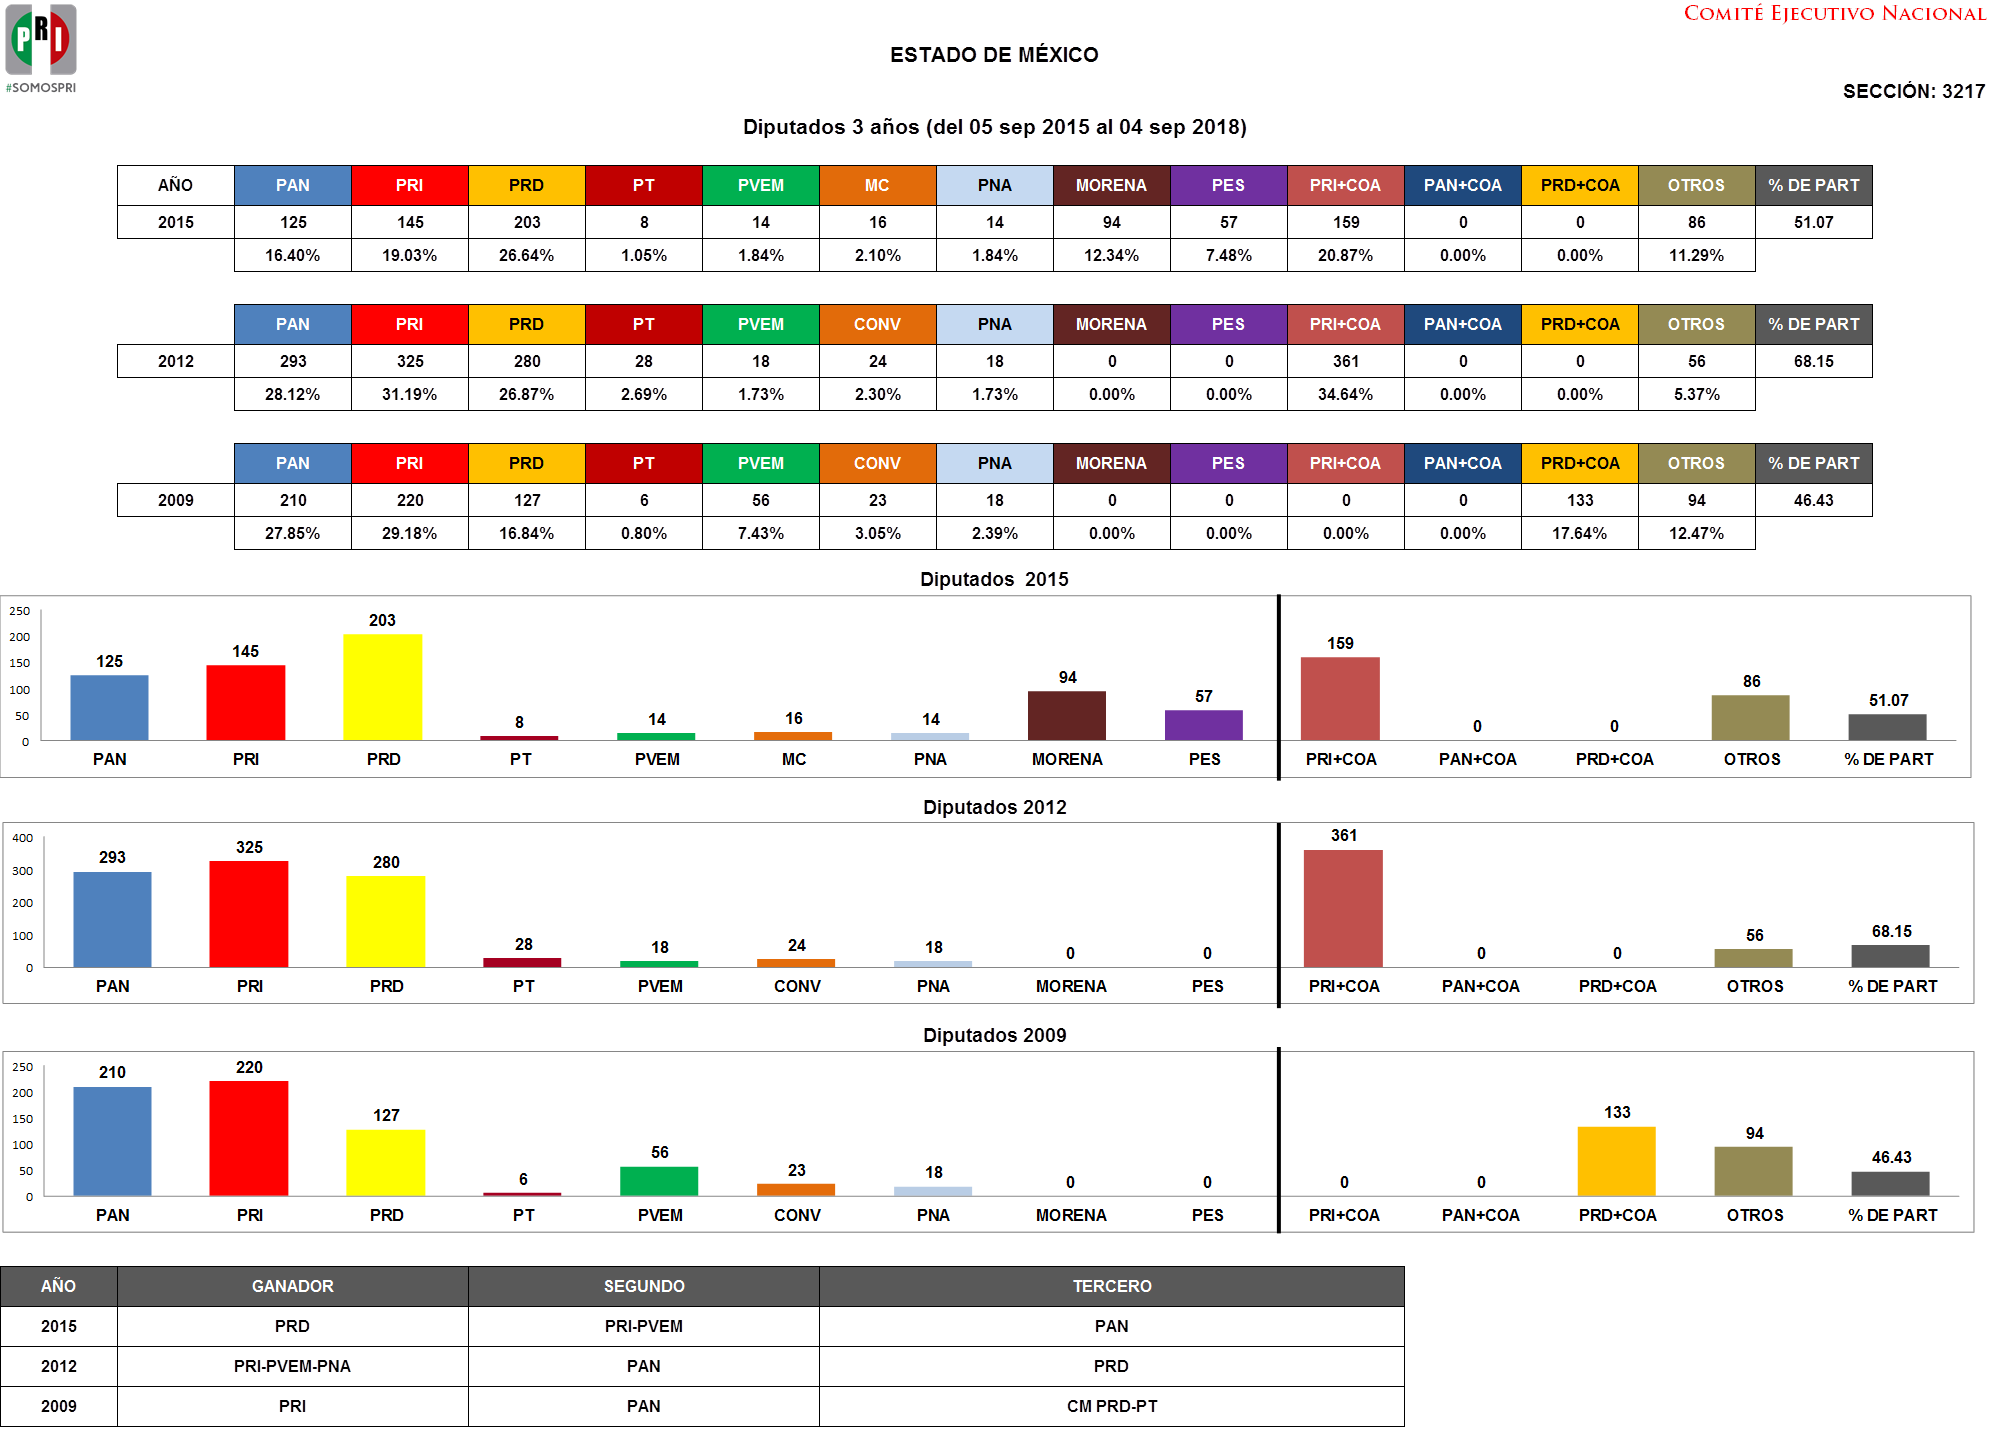 PRI
#SOMOSPRI
COMITÉ EJECUTIVO NACIONAL
ESTADO DE MÉXICO
SECCIÓN: 3217
Diputados 3 años (del 05 sep 2015 al 04 sep 2018)
AÑO PAN PRI PRD PT PVEM MC PNA MORENA PES PRI+COA PAN+COA PRD+COA OTROS % DE PART
2015 125 145 203 8 14 16 14 94 57 159 0 0 86 51.07
16.40% 19.03% 26.64% 1.05% 1.84% 2.10% 1.84% 12.34% 7.48% 20.87% 0.00% 0.00% 11.29%
PAN PRI PRD PT PVEM CONV PNA MORENA PES PRI+COA PAN+COA PRD+COA OTROS % DE PART
2012 293 325 280 28 18 24 18 0 0 361 0 0 56 68.15
28.12% 31.19% 26.87% 2.69% 1.73% 2.30% 1.73% 0.00% 0.00% 34.64% 0.00% 0.00% 5.37%
PAN PRI PRD PT PVEM CONV PNA MORENA PES PRI+COA PAN+COA PRD+COA OTROS % DE PART
2009 210 220 127 6 56 23 18 0 0 0 0 133 94 46.43
27.85% 29.18% 16.84% 0.80% 7.43% 3.05% 2.39% 0.00% 0.00% 0.00% 0.00% 17.64% 12.47%
Diputados 2015
250
200
150
100
50
0
125 145 203 8 14 16 14 94 57 159 0 0 86 51.07
PAN PRI PRD PT PVEM MC PNA MORENA PES PRI+COA PAN+COA PRD+COA OTROS % DE PART
Diputados 2012
400
300
200
100
0
293 325 280 28 18 24 18 0 0 361 0 0 56 68.15
PAN PRI PRD PT PVEM CONV PNA MORENA PES PRI+COA PAN+COA PRD+COA OTROS % DE PART
Diputados 2009
250
200
150
100
50
0
210 220 127 6 56 23 18 0 0 0 0 133 94 46.43
PAN PRI PRD PT PVEM CONV PNA MORENA PES PRI+COA PAN+COA PRD+COA OTROS % DE PART
AÑO GANADOR SEGUNDO TERCERO
2015 PRD PRI-PVEM PAN
2012 PRI-PVEM-PNA PAN PRD
2009 PRI PAN CM PRD-PT